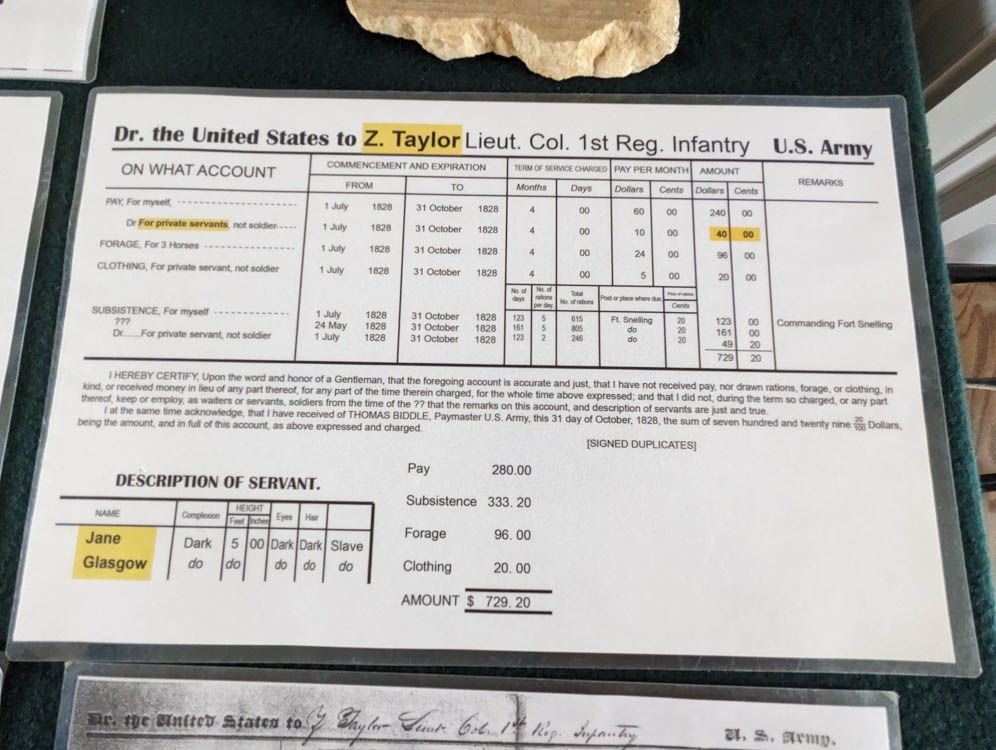 Dr. the United States to Z. Taylor Lieut. Col. 1st Reg. Infantry U.S. Army
ON WHAT ACCOUNT COMMENCEMENT AND EXPIRATION TERM OF SERVICE CHARGED PAY PER MONTH AMOUNT REMARKS
FROM TO Months Days Dollars Cents Dollars Cents
PAY, For myself, 1 July 1828 31 October 1828 4 00 60 00 240 00
Dr For private servants, not soldier 1 July 1828 31 October 1828 4 00 10 00 40 00
FORAGE, For 3 Horses 1 July 1828 31 October 1828 4 00 24 00 96 00
CLOTHING, For private servant, not soldier 1 July 1828 31 October 1828 4 00 5 00 20 00
No. of days No. of rations per day. Total No. of rations Post or place where due. Cents
SUBSISTENCE, For myself 1 July 1828 31 October 1828 123 5 615 Ft. Snelling 20 123 00 Commanding Fort Snelling
??? 24 May 1828 31 October 1828 161 5 805 do 20 161 00
Dr......For private servant, not soldier 1 July 1828 31 October 1828 123 2 246 do 20 49 20
729 20
I HEREBY CERTIFY, Upon the word and honor of a Gentleman, that the foregoing account is accurate and just, that I have not received pay, nor drawn rations, forage, or clothing, in
kind, or received money in lieu of any part thereof, for any part of the time therein charged, for the whole time above expressed; and that I did not, during the term so charged, or any part
thereof, keep or employ, as waiters or servants, soldiers from the time of the ?? that the remarks on this account, and description of servants are just and true.
I at the same time acknowledge, that I have received of THOMAS BIDDLE, Paymaster U.S. Army, this 31 day of October, 1828, the sum of seven hundred and twenty nine 20/100 Dollars,
being the amount, and in full of this account, as above expressed and charged.
[SIGNED DUPLICATES]
DESCRIPTION OF SERVANT.
NAME Complexion HEIGHT Feet Inches Eyes Hair
Jane Dark 5 00 Dark Dark Slave
Glasgow do do do do do
Pay 280.00
Subsistence 333. 20
Forage 96. 00
Clothing 20. 00
AMOUNT $ 729. 20
Dr. the United States to Z Taylor Lieut. Col. 1st Reg. Infantry U. S. Army.